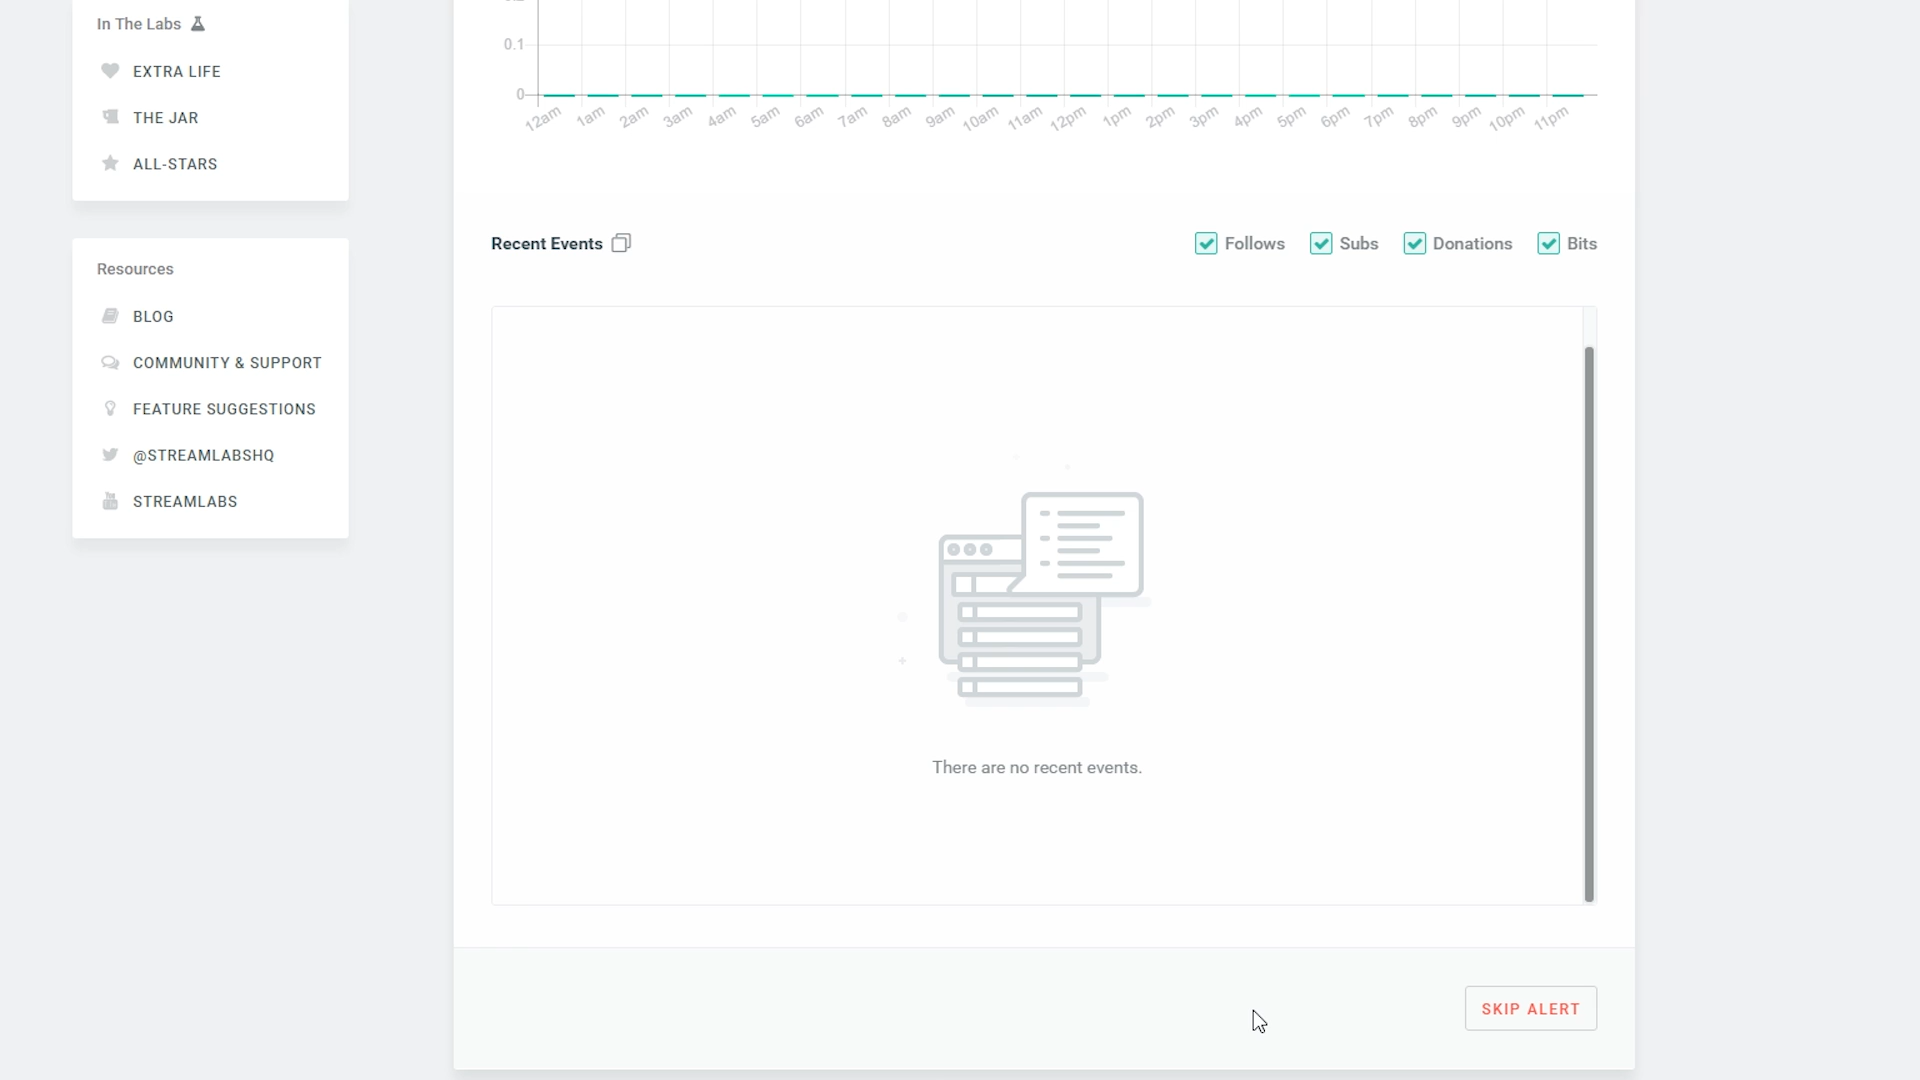 In The Labs
EXTRA LIFE
THE JAR
ALL-STARS
Resources
BLOG
COMMUNITY & SUPPORT
FEATURE SUGGESTIONS
@STREAMLABSHQ
STREAMLABS
0.1
0
12am 1am 2am 3am 4am 5am 6am 7am 8am 9am 10am 11am 12pm 1pm 2pm 3pm 4pm 5pm 6pm 7pm 8pm 9pm 10pm 11pm
Recent Events
Follows Subs Donations Bits
There are no recent events.
SKIP ALERT